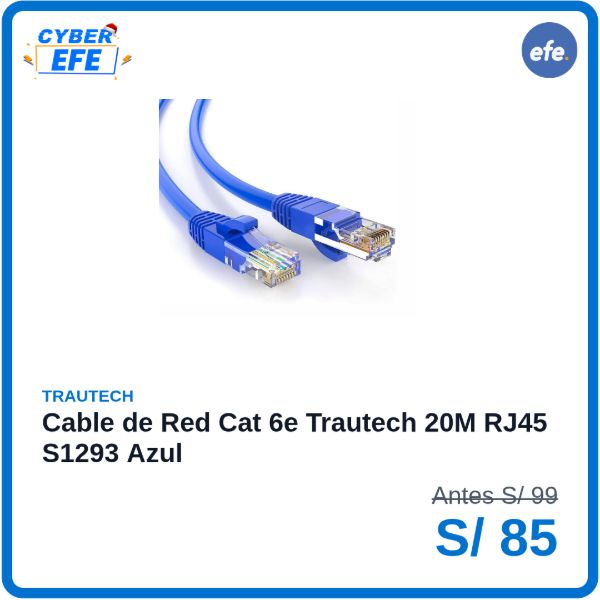 CYBER
EFE
efe.
TRAUTECH
Cable de Red Cat 6e Trautech 20M RJ45
S1293 Azul
Antes S/ 99
S/ 85